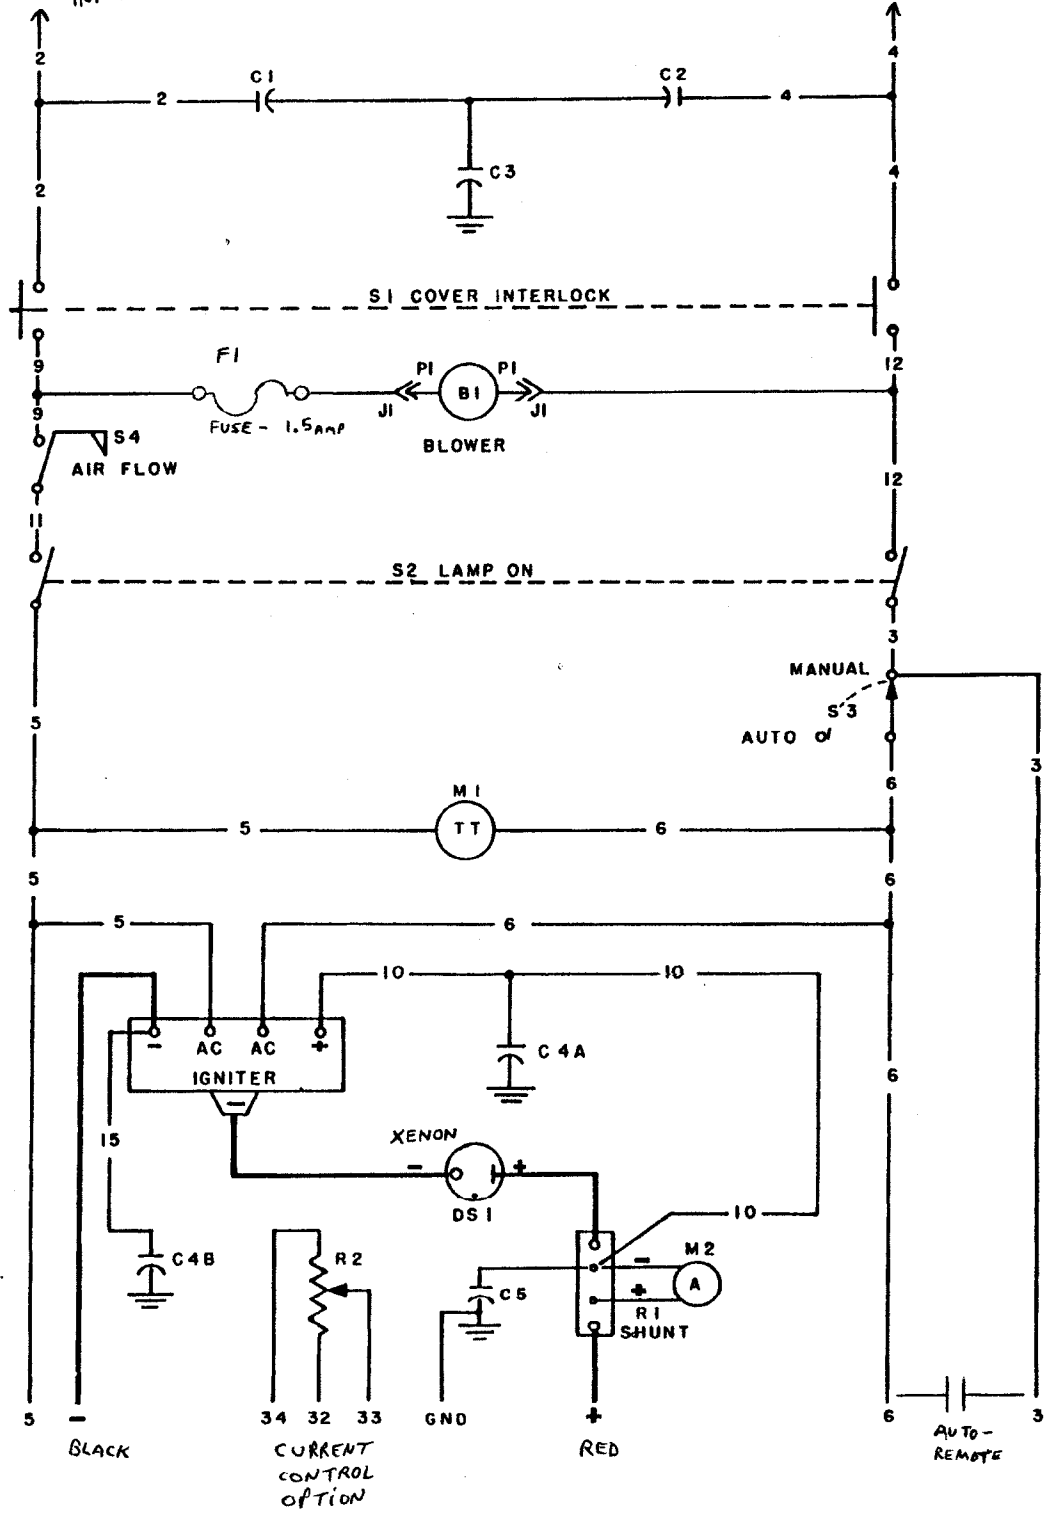 2 4
C1 C2
2 4
2 C3 4
S1 COVER INTERLOCK
9 F1 P1 P1 12
B1
9 J1 J1
FUSE - 1.5 AMP
S4
BLOWER
AIR FLOW
12
11
S2 LAMP ON
3
MANUAL
S3
5
AUTO
3
6
M1
5 TT 6
5 6
5 6
10 10
- AC AC +
C4A
IGNITER
6
-
15 XENON
- +
DS1
10
C4B R2 M2
-
C5 A
+
R1
SHUNT
5 - 34 32 33 GND + 6 3
BLACK CURRENT CONTROL OPTION RED AUTO-REMOTE